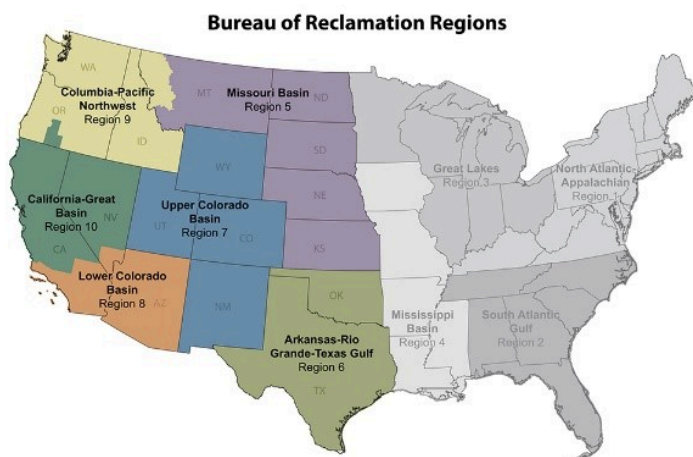 Bureau of Reclamation Regions
WA
Columbia-Pacific
Northwest
Region 9
OR
ID
MT
Missouri Basin
Region 5
ND
SD
NE
KS
WY
Upper Colorado
Basin
Region 7
UT
CO
NM
California-Great
Basin
Region 10
NV
CA
Lower Colorado
Basin
Region 8
AZ
OK
Arkansas-Rio
Grande-Texas Gulf
Region 6
TX
Great Lakes
Region 3
North Atlantic-
Appalachian
Region 1
Mississippi
Basin
Region 4
South Atlantic
Gulf
Region 2